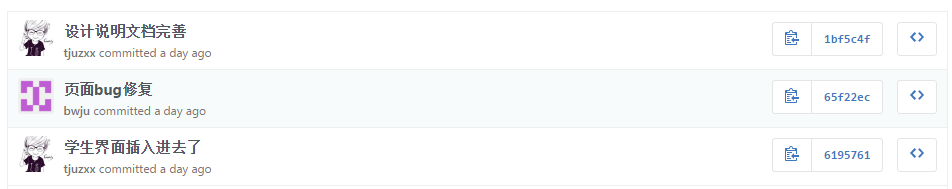 设计说明文档完善
tjuzxx committed a day ago
1bf5c4f
页面bug修复
bwju committed a day ago
65f22ec
学生界面插入进去了
tjuzxx committed a day ago
6195761